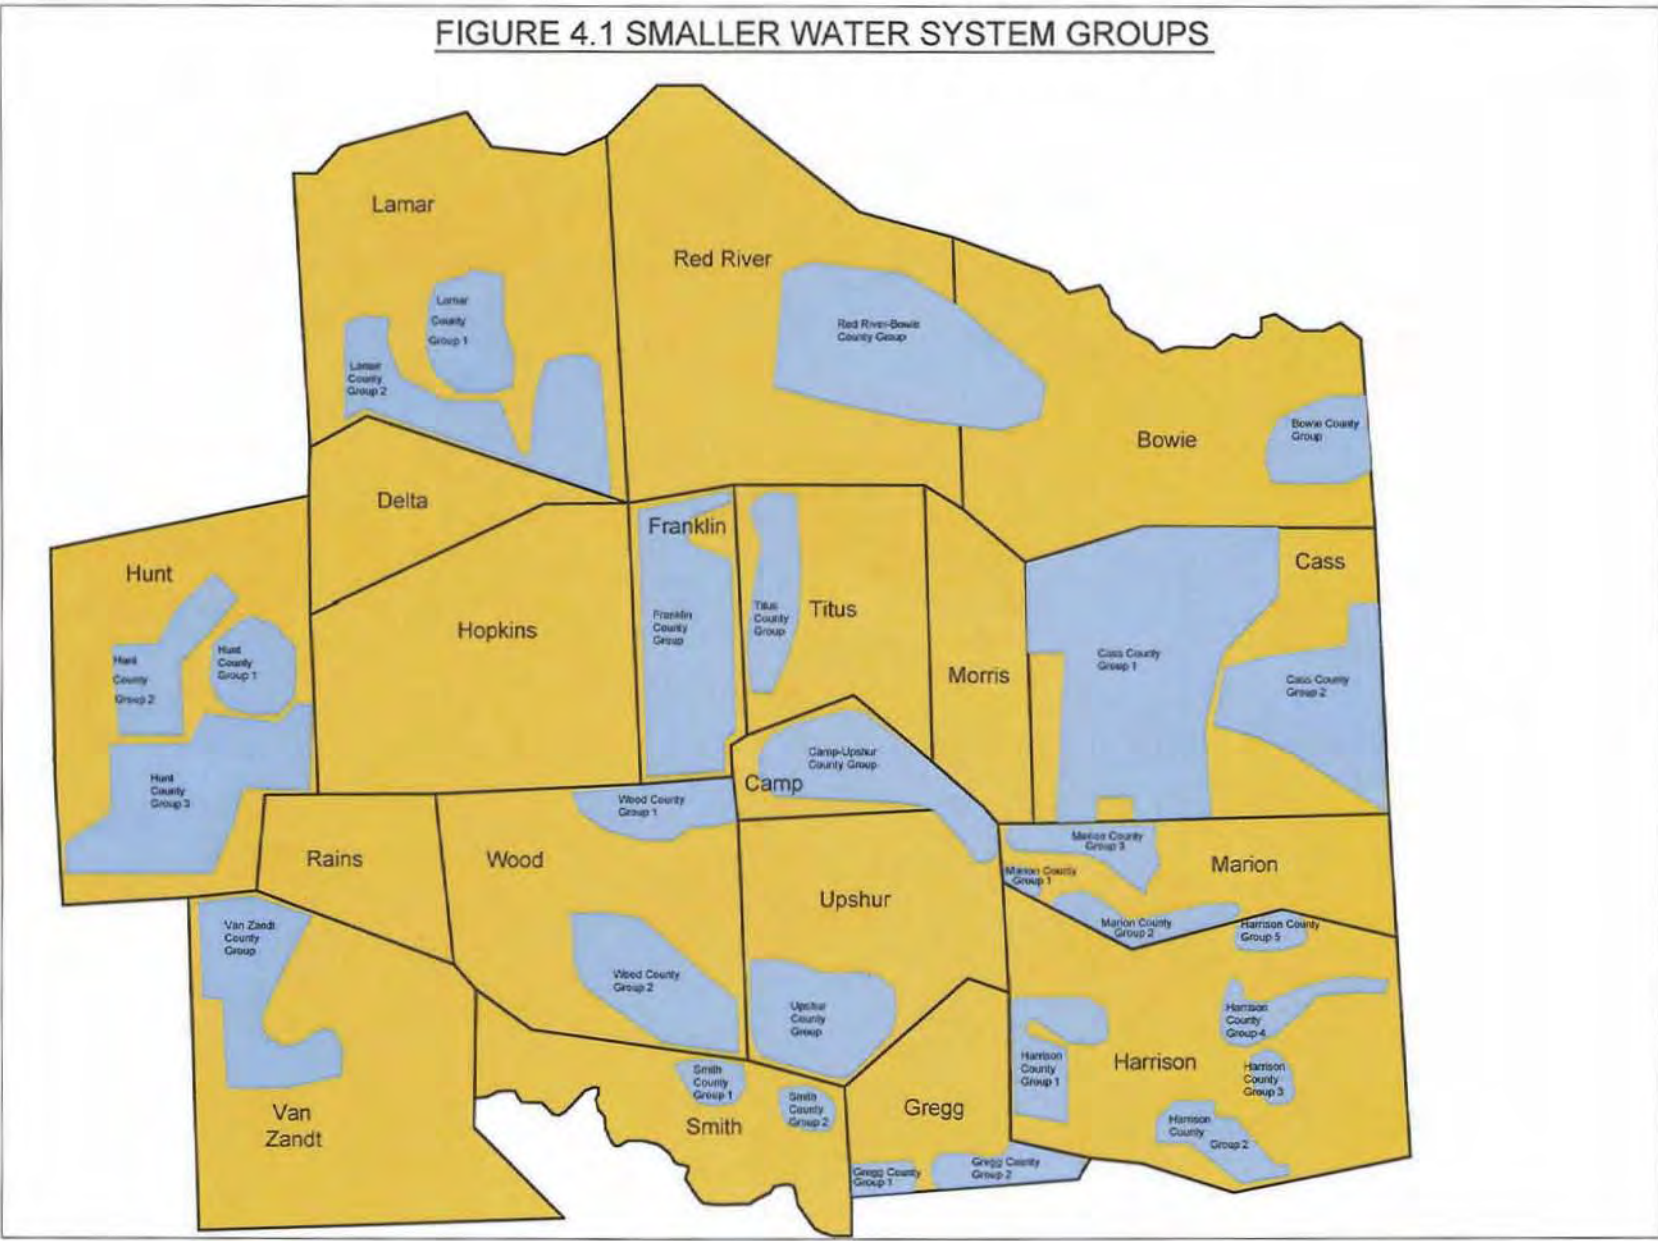 FIGURE 4.1 SMALLER WATER SYSTEM GROUPS
Lamar
Lamar
County
Group 1
Lamar
County
Group 2
Red River
Red River-Bowie
County Group
Bowie
Bowie County
Group
Delta
Hunt
Hunt
County
Group 1
Hunt
County
Group 2
Hunt
County
Group 3
Hopkins
Franklin
Franklin
County
Group
Titus
County
Group
Titus
Morris
Cass
Cass County
Group 1
Cass County
Group 2
Camp-Upshur
County Group
Camp
Rains
Wood
Wood County
Group 1
Wood County
Group 2
Upshur
Upshur
County
Group
Marion County
Group 3
Marion County
Group 1
Marion
Marion County
Group 2
Harrison County
Group 5
Van Zandt
County
Group
Van
Zandt
Smith
County
Group 1
Smith
County
Group 2
Smith
Gregg
Gregg County
Group 1
Gregg County
Group 2
Harrison
County
Group 1
Harrison
Harrison
County
Group 4
Harrison
County
Group 3
Harrison
County
Group 2